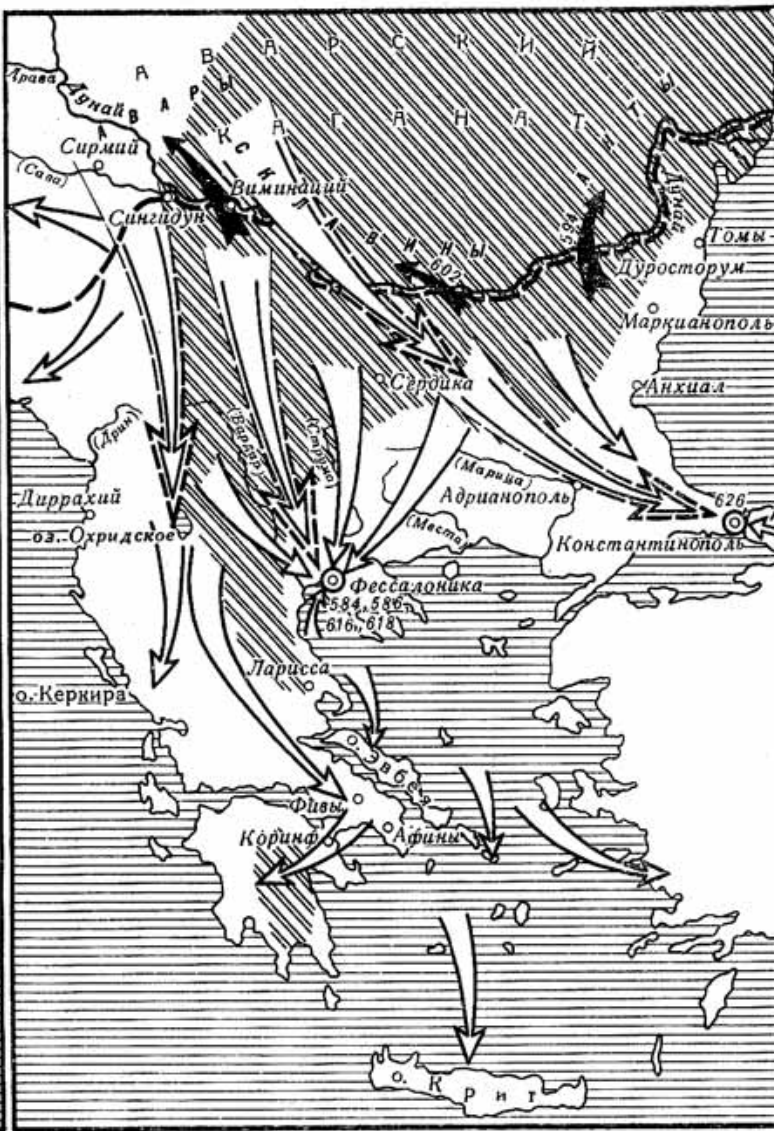 АВАРСКИЙ
КАГАНАТ
АВАРЫ
Драва
Дунай
Сирмий
(Сава)
Сингидун
Виминаций
СКЛАВИНЫ
АНТЫ
594
602
Дунай
Томы
Дуросторум
Маркианополь
Анхиал
Сердика
(Дрин)
(Вардар)
(Струма)
(Марица)
Адрианополь
(Места)
626
Константинополь
Диррахий
оз. Охридское
Фессалоника
584, 586,
616, 618
Ларисса
о. Керкира
о. Эвбея
Фивы
Коринф
Афины
о. Крит